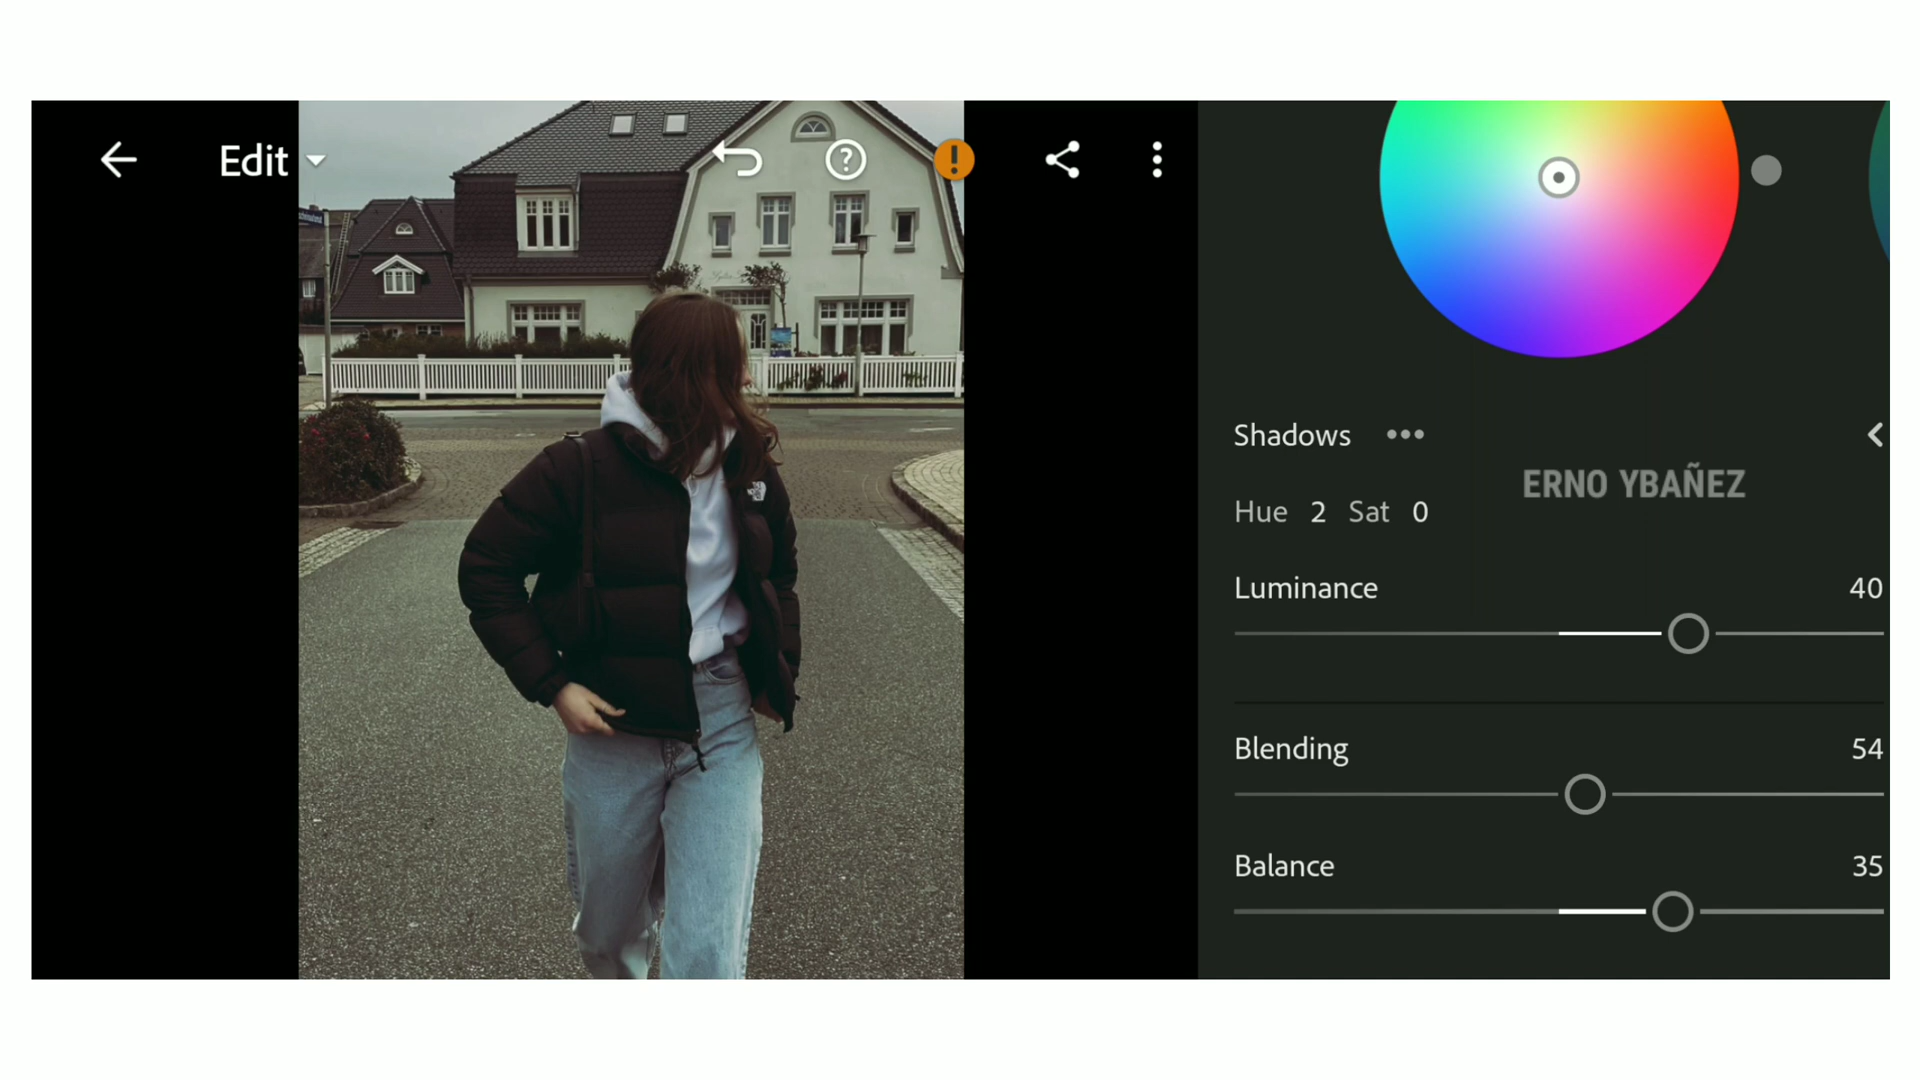 Edit
Shadows
ERNO YBAÑEZ
Hue 2 Sat 0
Luminance 40
Blending 54
Balance 35